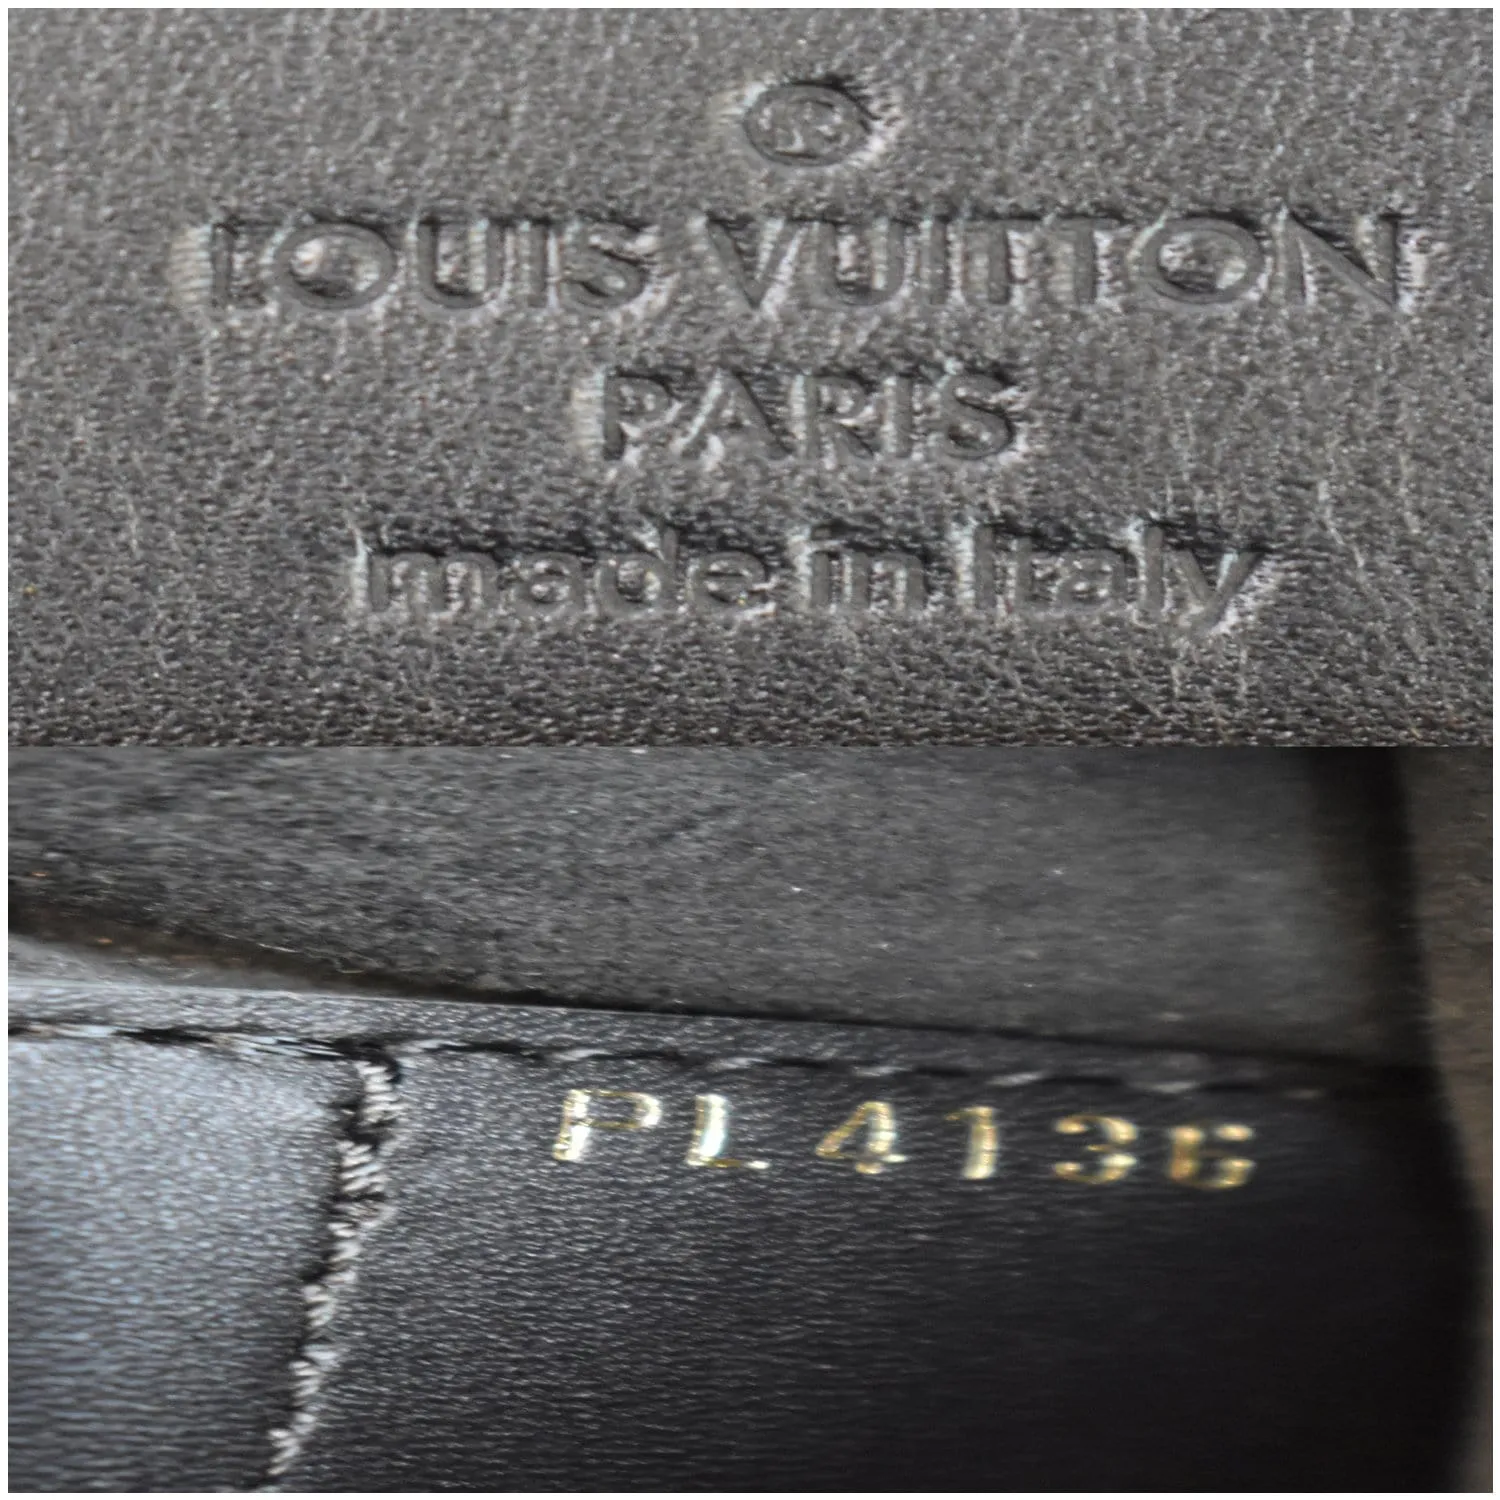 ®
LOUIS VUITTON
PARIS
made in Italy
PL4136